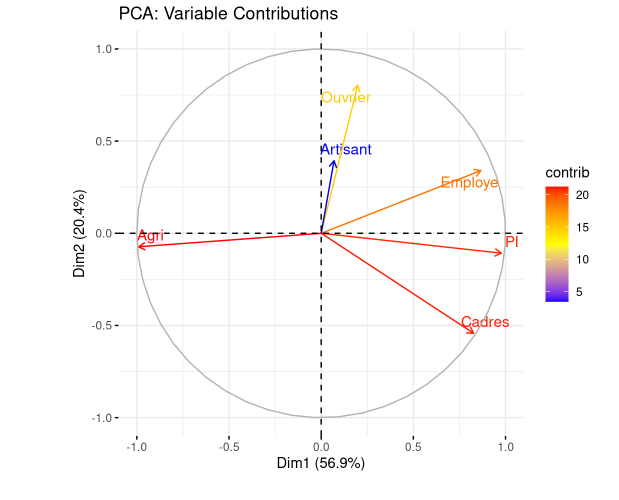 PCA: Variable Contributions
1.0
0.5
0.0
-0.5
-1.0
Dim2 (20.4%)
Ouvrier
Artisant
Employe
Agri
PI
Cadres
-1.0 -0.5 0.0 0.5 1.0
Dim1 (56.9%)
contrib
20
15
10
5